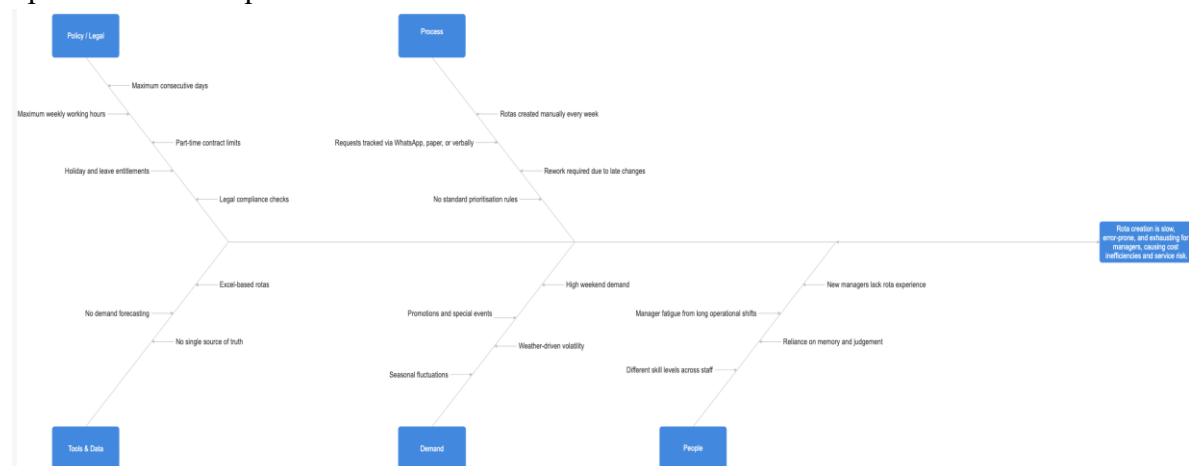 Policy / Legal
Process
Maximum consecutive days
Maximum weekly working hours
Rotas created manually every week
Part-time contract limits
Requests tracked via WhatsApp, paper, or verbally
Holiday and leave entitlements
Rework required due to late changes
Legal compliance checks
No standard prioritisation rules
Rota creation is slow,
error-prone, and exhausting for
managers, causing cost
inefficiencies and service risk.
Excel-based rotas
High weekend demand
New managers lack rota experience
No demand forecasting
Promotions and special events
Manager fatigue from long operational shifts
No single source of truth
Weather-driven volatility
Reliance on memory and judgement
Seasonal fluctuations
Different skill levels across staff
Tools & Data
Demand
People